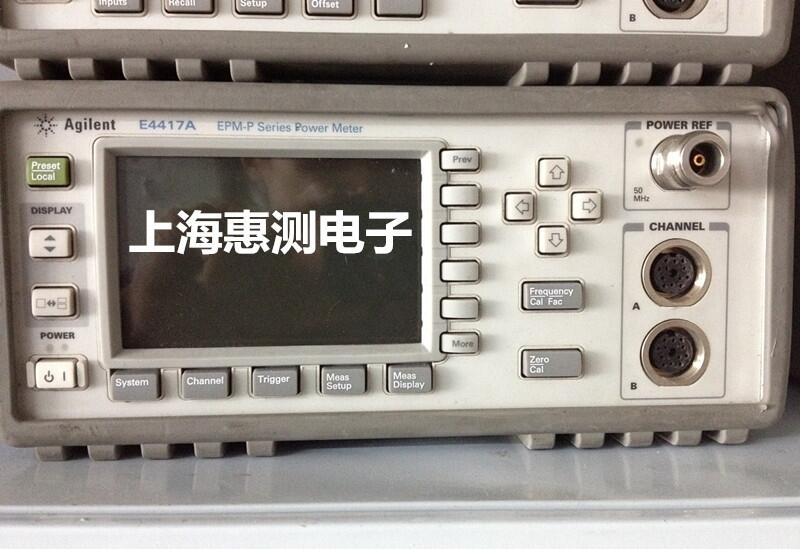 Inputs
Recall
Setup
Offset
B
Agilent
E4417A
EPM-P Series Power Meter
POWER REF
Preset
Local
Prev
50
MHz
DISPLAY
上海惠测电子
CHANNEL
Frequency
Cal Fac
A
POWER
More
Zero
Cal
B
System
Channel
Trigger
Meas
Setup
Meas
Display